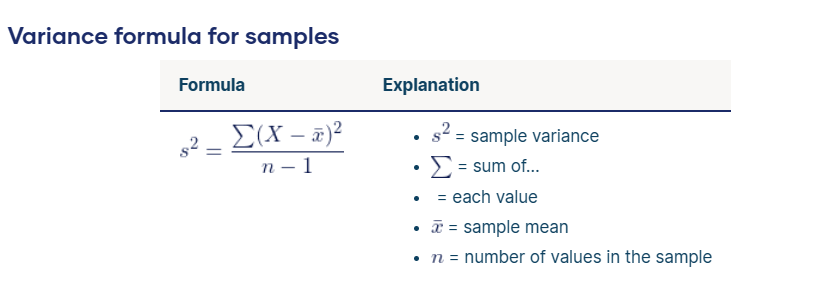 Variance formula for samples
Formula Explanation
s² = ∑(X − x̄)² / n − 1
• s² = sample variance
• ∑ = sum of...
• = each value
• x̄ = sample mean
• n = number of values in the sample